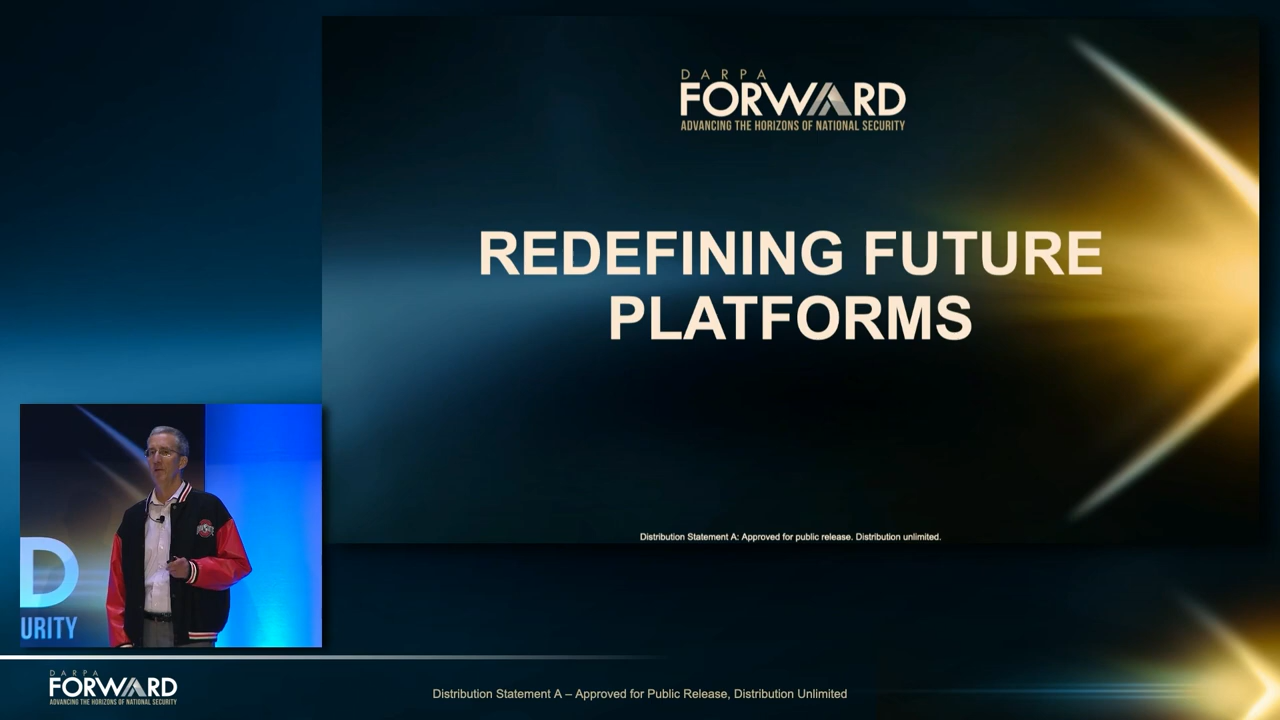 DARPA
FORWARD
ADVANCING THE HORIZONS OF NATIONAL SECURITY
REDEFINING FUTURE
PLATFORMS
Distribution Statement A: Approved for public release. Distribution unlimited.
D
URITY
DARPA
FORWARD
ADVANCING THE HORIZONS OF NATIONAL SECURITY
Distribution Statement A – Approved for Public Release, Distribution Unlimited